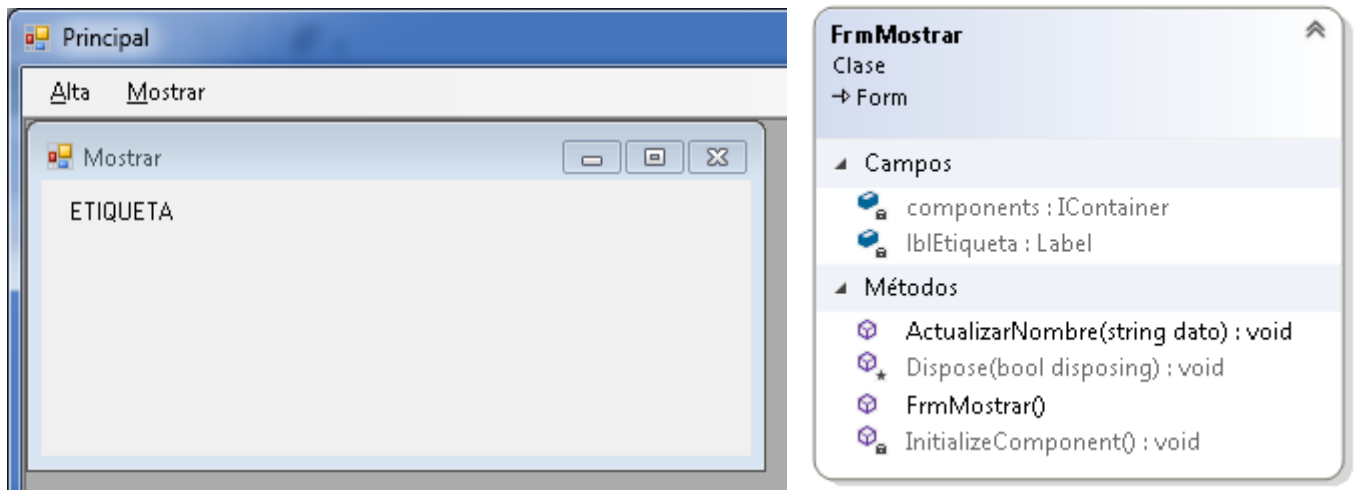 Principal
Alta Mostrar
Mostrar
ETIQUETA
FrmMostrar
Clase
Form
Campos
components : IContainer
lblEtiqueta : Label
Métodos
ActualizarNombre(string dato) : void
Dispose(bool disposing) : void
FrmMostrar()
InitializeComponent() : void